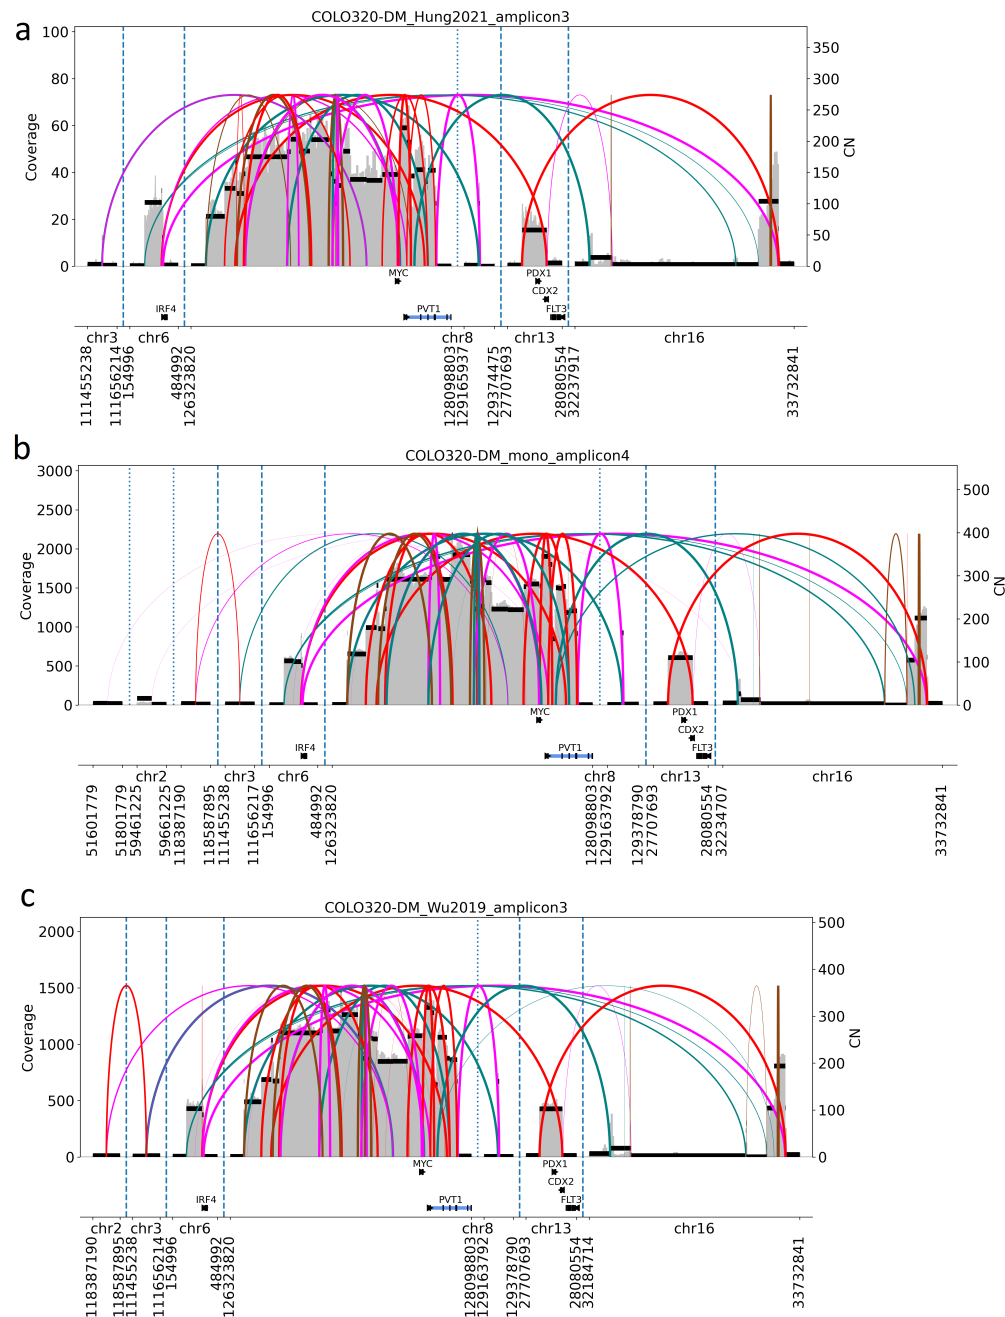 a
COLO320-DM_Hung2021_amplicon3
100
80
60
40
20
0
Coverage
350
300
250
200
150
100
50
0
CN
MYC
PDX1
CDX2
IRF4
PVT1
FLT3
chr3
chr6
chr8
chr13
chr16
111455238
111656214
154996
484992
126323820
128098803
129165937
129374475
27707693
28080554
32237917
33732841
b
COLO320-DM_mono_amplicon4
3000
2500
2000
1500
1000
500
0
Coverage
500
400
300
200
100
0
CN
MYC
PDX1
CDX2
IRF4
PVT1
FLT3
chr2
chr3
chr6
chr8
chr13
chr16
51601779
51801779
59461225
59661225
118387190
118587895
111455238
111656217
154996
484992
126323820
128098803
129163792
129378790
27707693
28080554
32234707
33732841
c
COLO320-DM_Wu2019_amplicon3
2000
1500
1000
500
0
Coverage
500
400
300
200
100
0
CN
MYC
PDX1
CDX2
IRF4
PVT1
FLT3
chr2
chr3
chr6
chr8
chr13
chr16
118387190
118587895
111455238
111656214
154996
484992
126323820
128098803
129163792
129378790
27707693
28080554
32184714
33732841